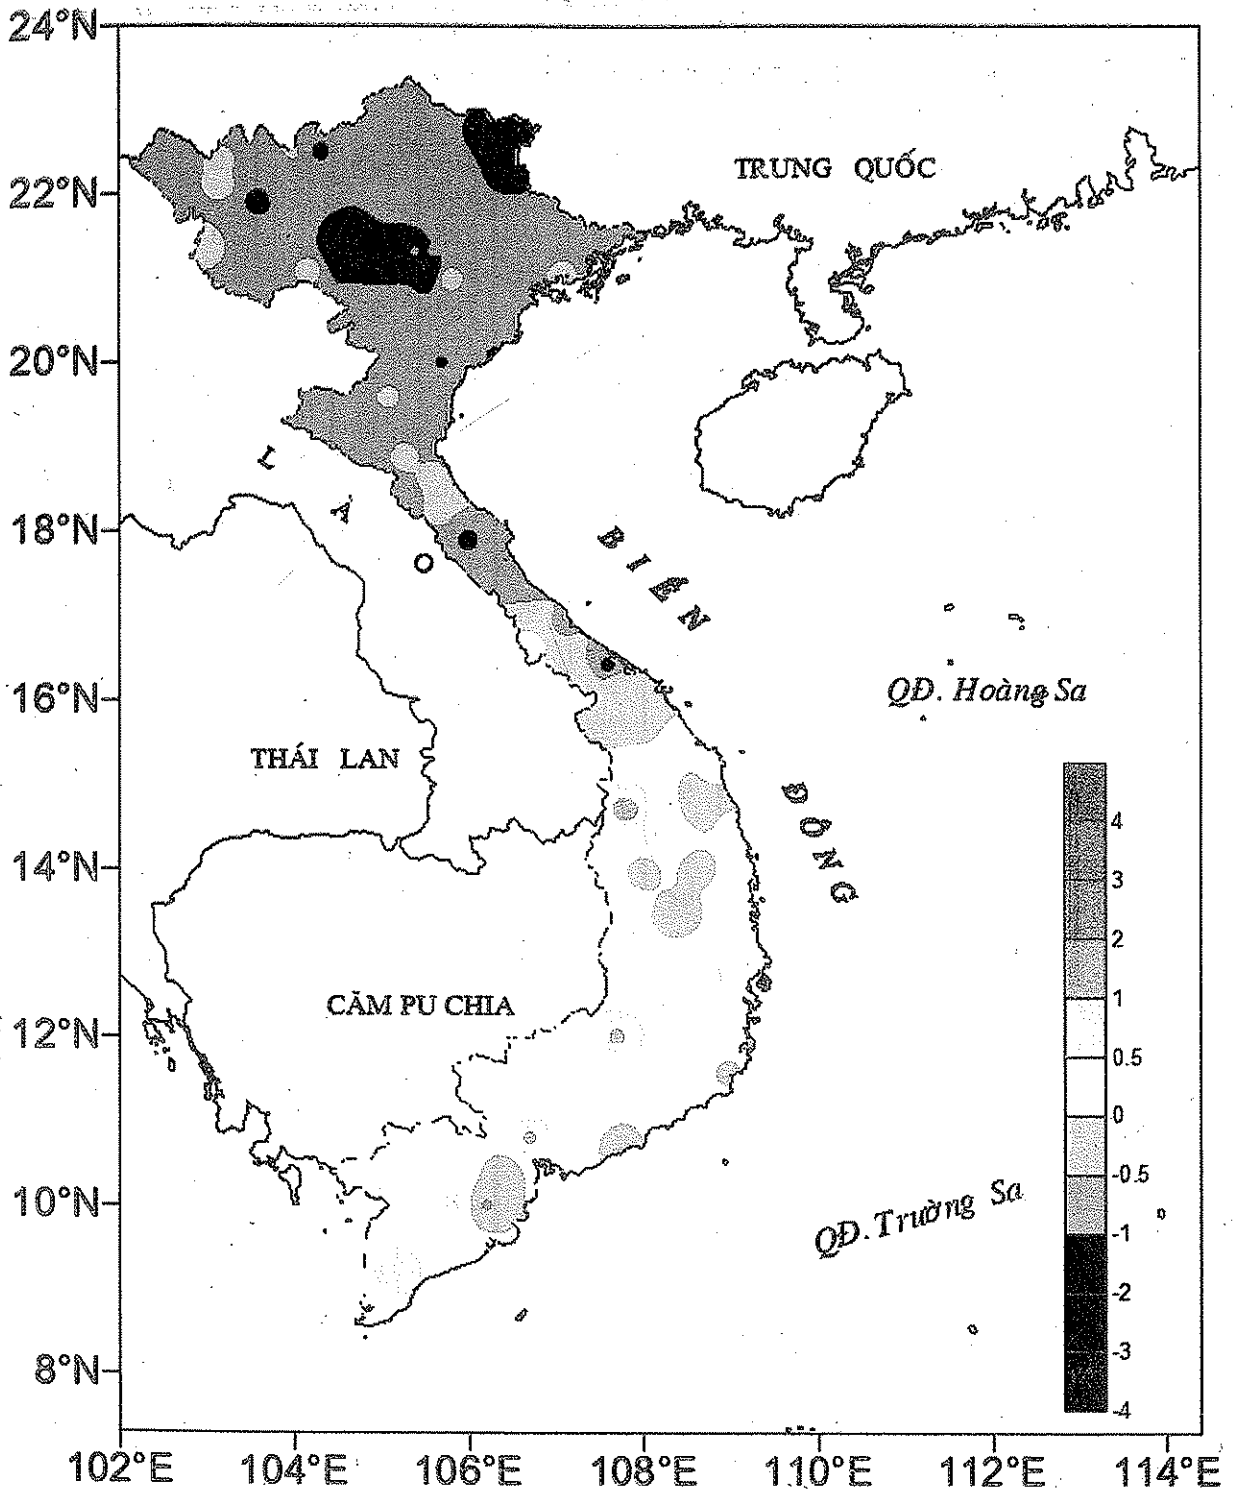 24°N
22°N
20°N
18°N
16°N
14°N
12°N
10°N
8°N
TRUNG QUỐC
L À O
BIỂN
QĐ. Hoàng Sa
THÁI LAN
ĐÔNG
CĂM PU CHIA
QĐ. Trường Sa
4
3
2
1
0.5
0
-0.5
-1
-2
-3
-4
102°E 104°E 106°E 108°E 110°E 112°E 114°E